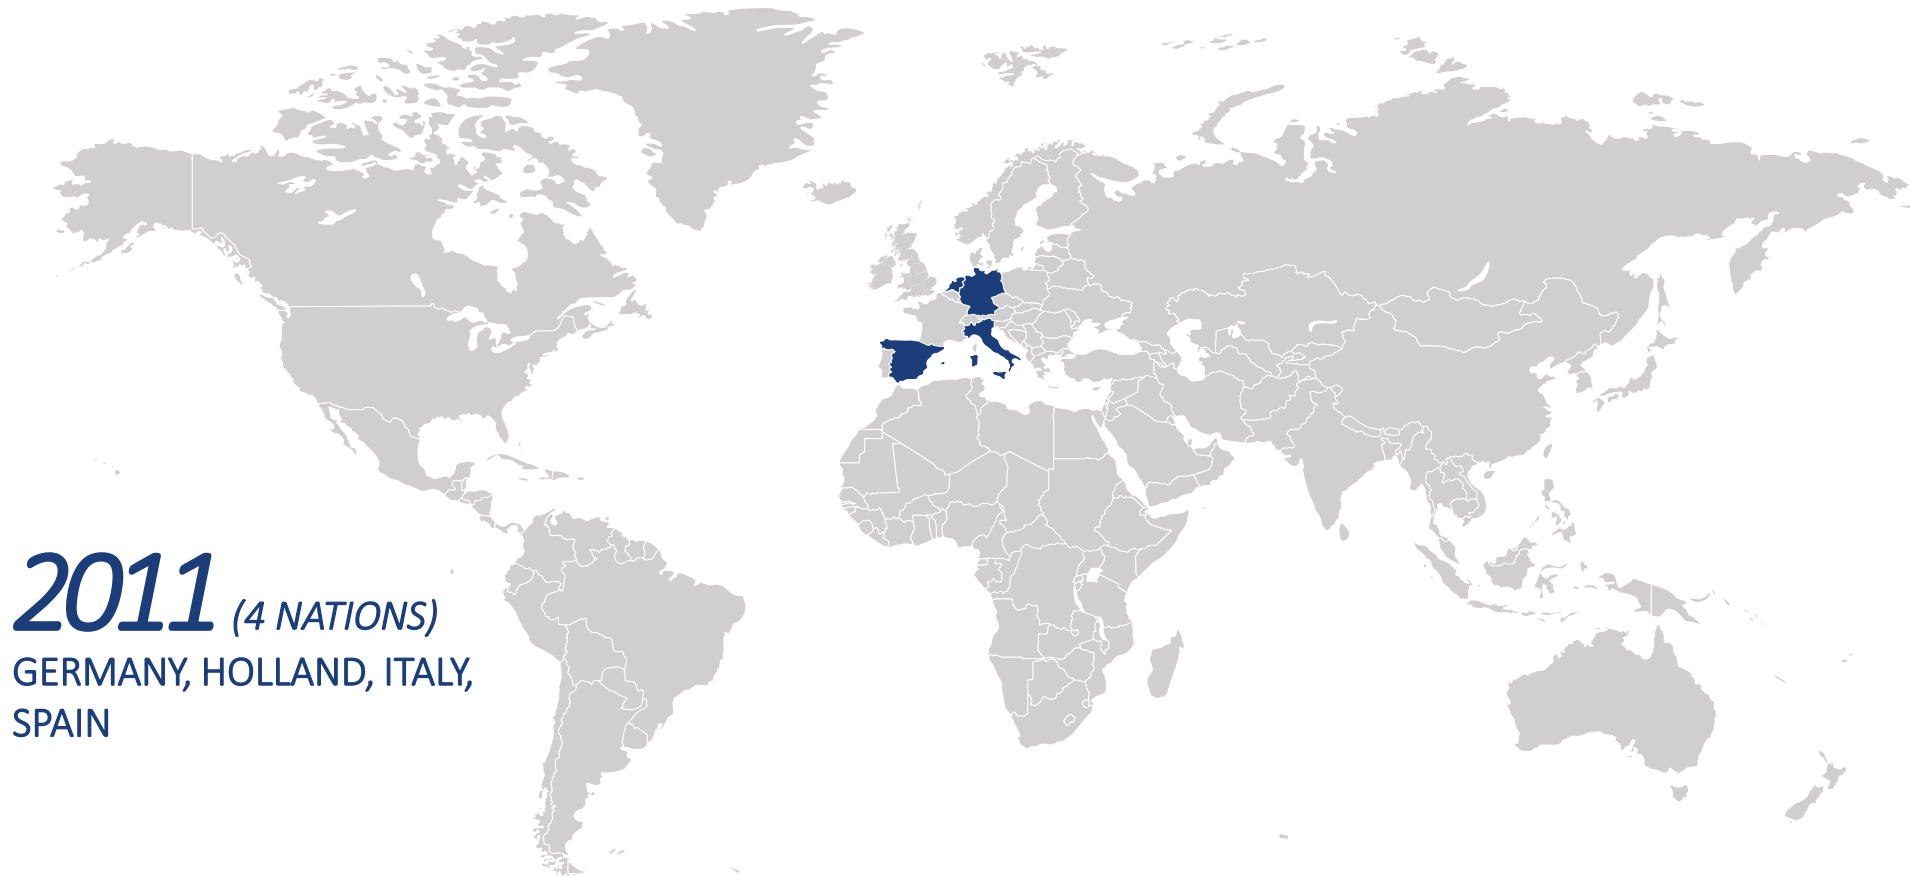 2011 (4 NATIONS)
GERMANY, HOLLAND, ITALY,
SPAIN